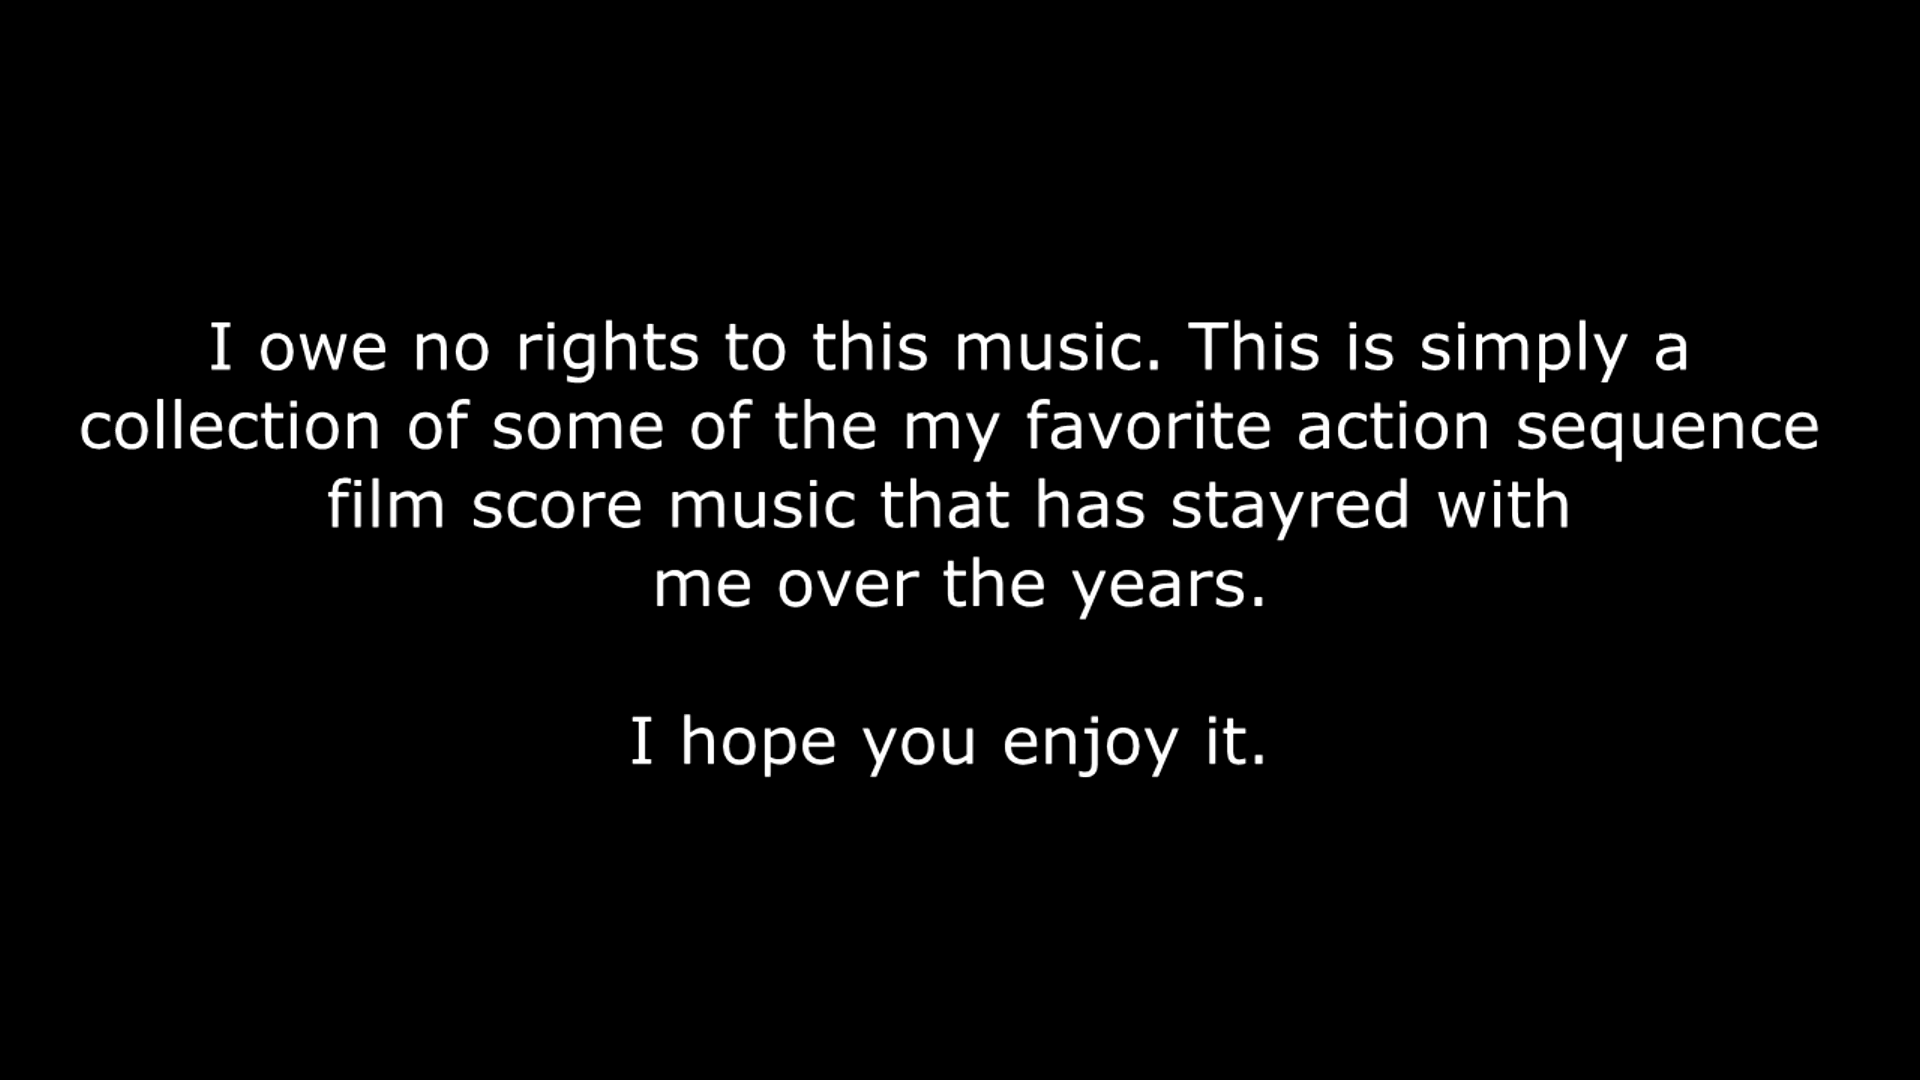 I owe no rights to this music. This is simply a
collection of some of the my favorite action sequence
film score music that has stayred with
me over the years.
I hope you enjoy it.